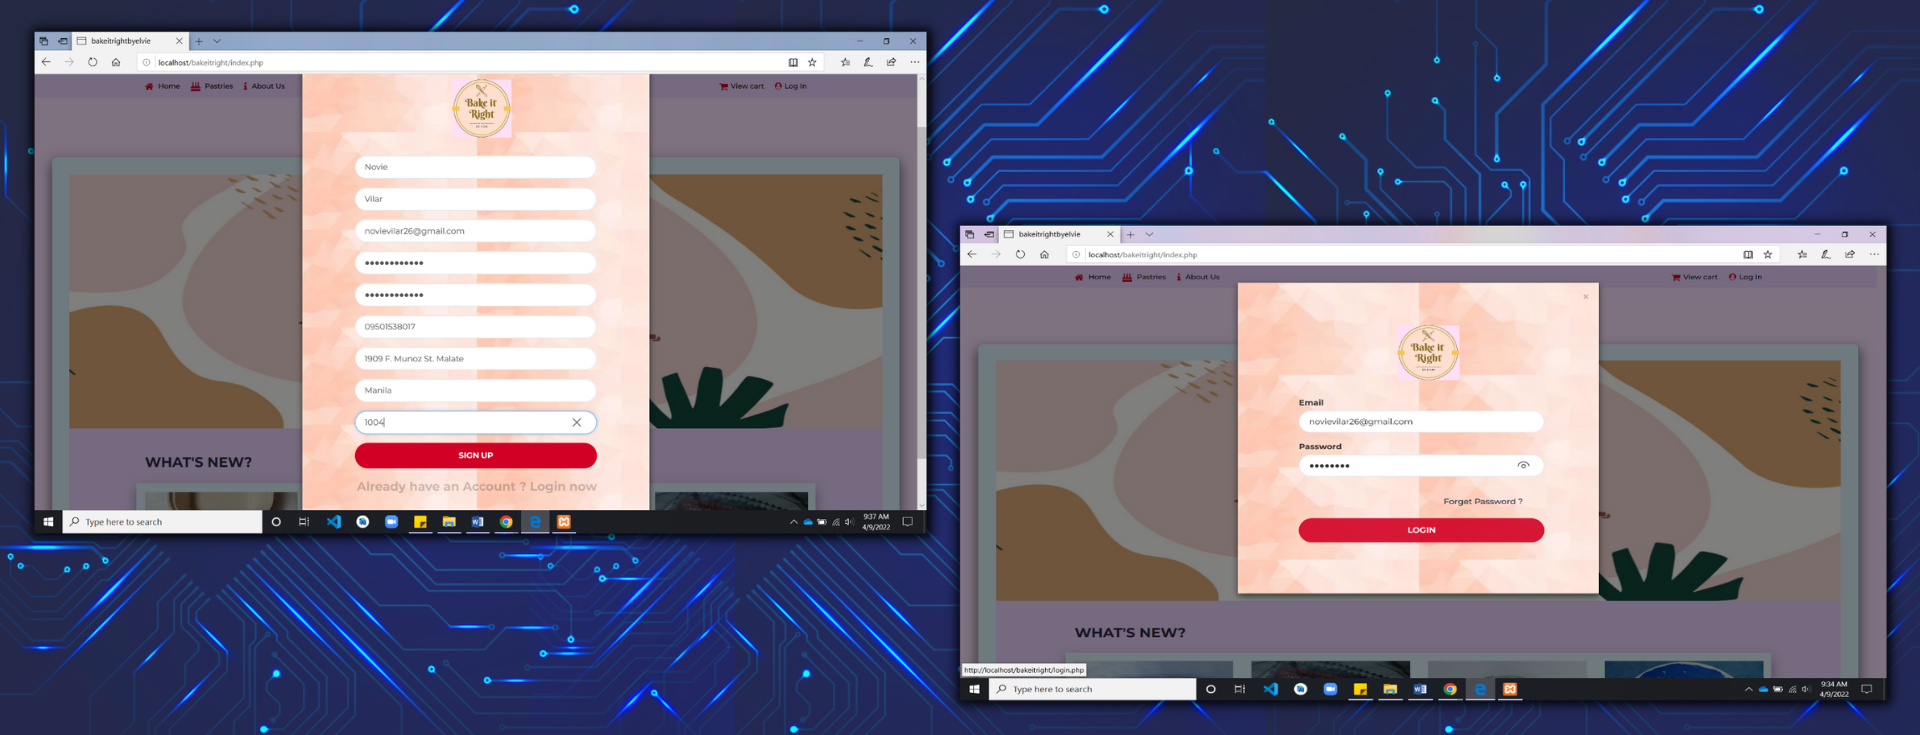 bakeitrightbyelvie
localhost/bakeitright/index.php
Home Pastries About Us View cart Log In
Bake it
Right
Novie
Vilar
novievilar26@gmail.com
••••••••••••
••••••••••••
09501538017
1909 F. Munoz St. Malate
Manila
1004
SIGN UP
Already have an Account ? Login now
WHAT'S NEW?
Type here to search
9:37 AM
4/9/2022
bakeitrightbyelvie
localhost/bakeitright/index.php
Home Pastries About Us View cart Log In
Bake it
Right
Email
novievilar26@gmail.com
Password
••••••••
Forget Password ?
LOGIN
WHAT'S NEW?
http://localhost/bakeitright/login.php
Type here to search
9:34 AM
4/9/2022